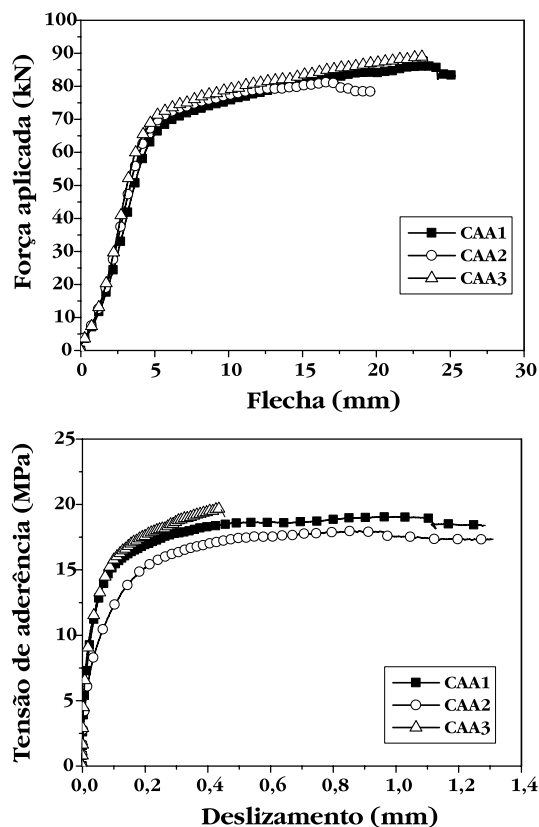 100
90
80
70
60
50
40
30
20
10
0
Força aplicada (kN)
CAA1
CAA2
CAA3
0 5 10 15 20 25 30
Flecha (mm)
25
20
15
10
5
0
Tensão de aderência (MPa)
CAA1
CAA2
CAA3
0,0 0,2 0,4 0,6 0,8 1,0 1,2 1,4
Deslizamento (mm)